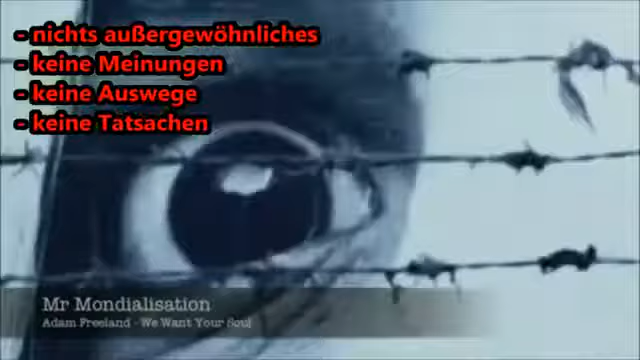 - nichts außergewöhnliches
- keine Meinungen
- keine Auswege
- keine Tatsachen
Mr Mondialisation
Adam Freeland - We Want Your Soul